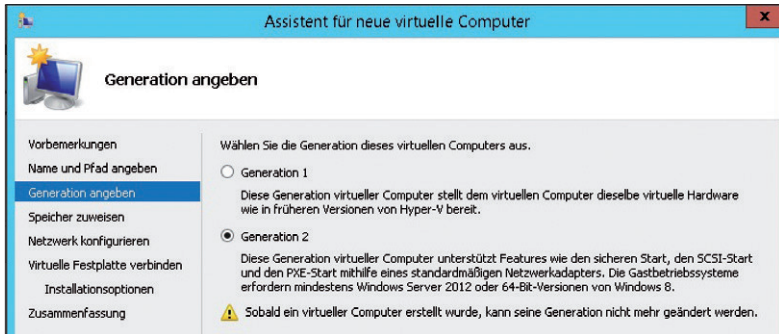 Assistent für neue virtuelle Computer
x
Generation angeben
Vorbemerkungen
Name und Pfad angeben
Generation angeben
Speicher zuweisen
Netzwerk konfigurieren
Virtuelle Festplatte verbinden
Installationsoptionen
Zusammenfassung
Wählen Sie die Generation dieses virtuellen Computers aus.
Generation 1
Diese Generation virtueller Computer stellt dem virtuellen Computer dieselbe virtuelle Hardware
wie in früheren Versionen von Hyper-V bereit.
Generation 2
Diese Generation virtueller Computer unterstützt Features wie den sicheren Start, den SCSI-Start
und den PXE-Start mithilfe eines standardmäßigen Netzwerkadapters. Die Gastbetriebssysteme
erfordern mindestens Windows Server 2012 oder 64-Bit-Versionen von Windows 8.
Sobald ein virtueller Computer erstellt wurde, kann seine Generation nicht mehr geändert werden.